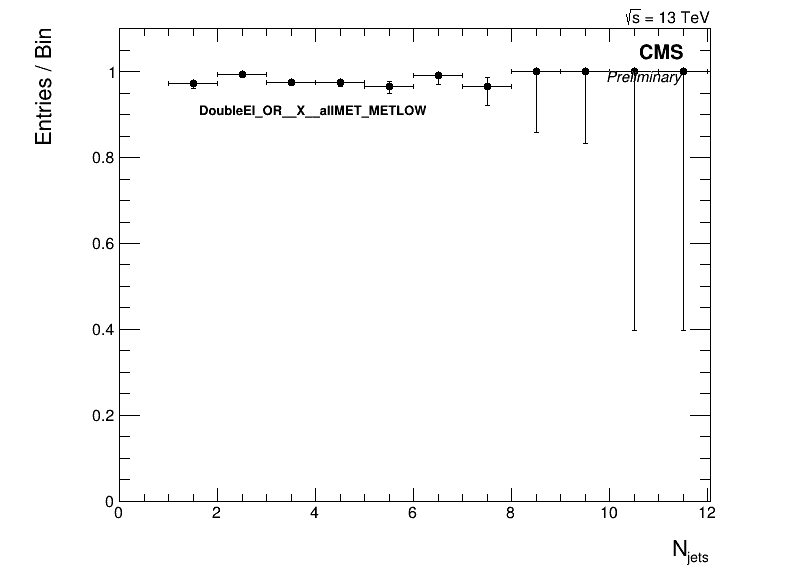 √s = 13 TeV
CMS
Preliminary
Entries / Bin
DoubleEl_OR__X__allMET_METLOW
1
0.8
0.6
0.4
0.2
0
0 2 4 6 8 10 12
Njets